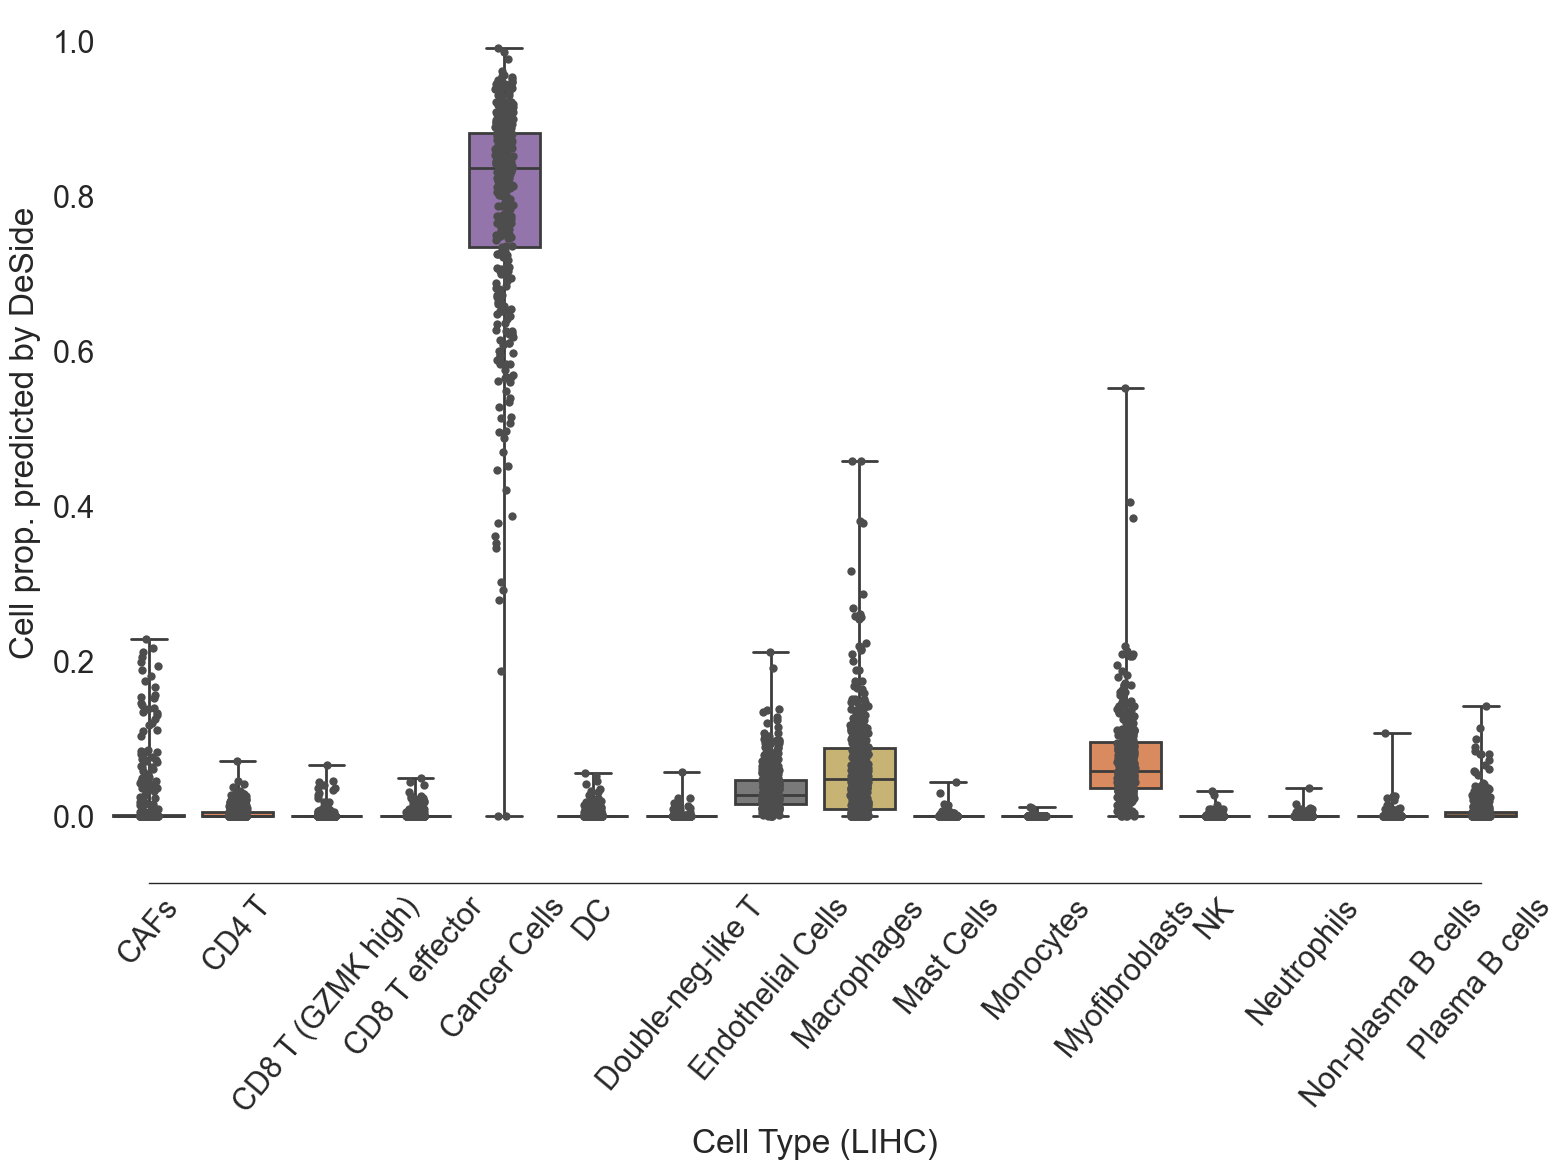 Cell prop. predicted by DeSide
1.0
0.8
0.6
0.4
0.2
0.0
CAFs
CD4 T
CD8 T (GZMK high)
CD8 T effector
Cancer Cells
DC
Double-neg-like T
Endothelial Cells
Macrophages
Mast Cells
Monocytes
Myofibroblasts
NK
Neutrophils
Non-plasma B cells
Plasma B cells
Cell Type (LIHC)